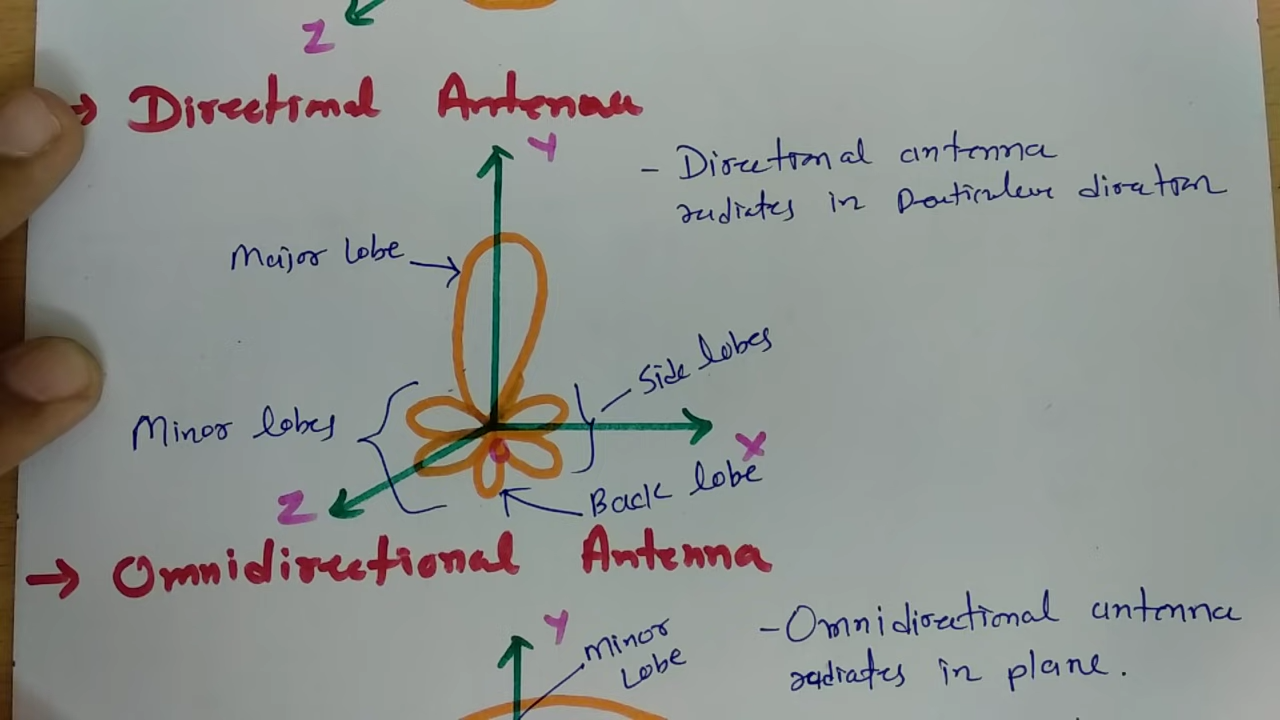 Z
→ Directional Antenna
Y
- Directional antenna
radiates in Particular direction
Major lobe
Side lobes
Minor lobes
X
Z
Back lobe
→ Omnidirectional Antenna
Y
Minor
Lobe
- Omnidirectional antenna
radiates in plane.